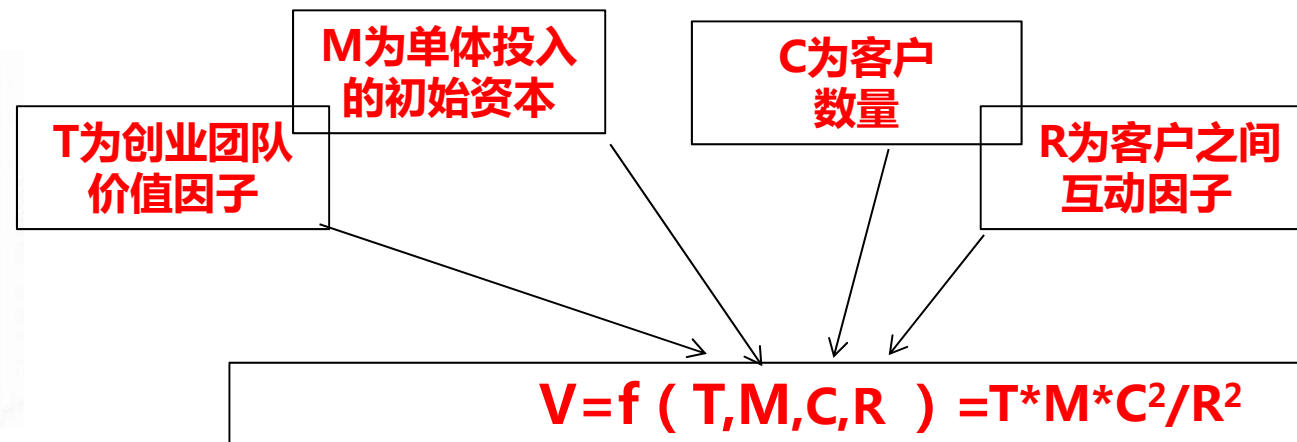 M为单体投入
的初始资本
C为客户
数量
T为创业团队
价值因子
R为客户之间
互动因子
V=f（T,M,C,R ）=T*M*C²/R²